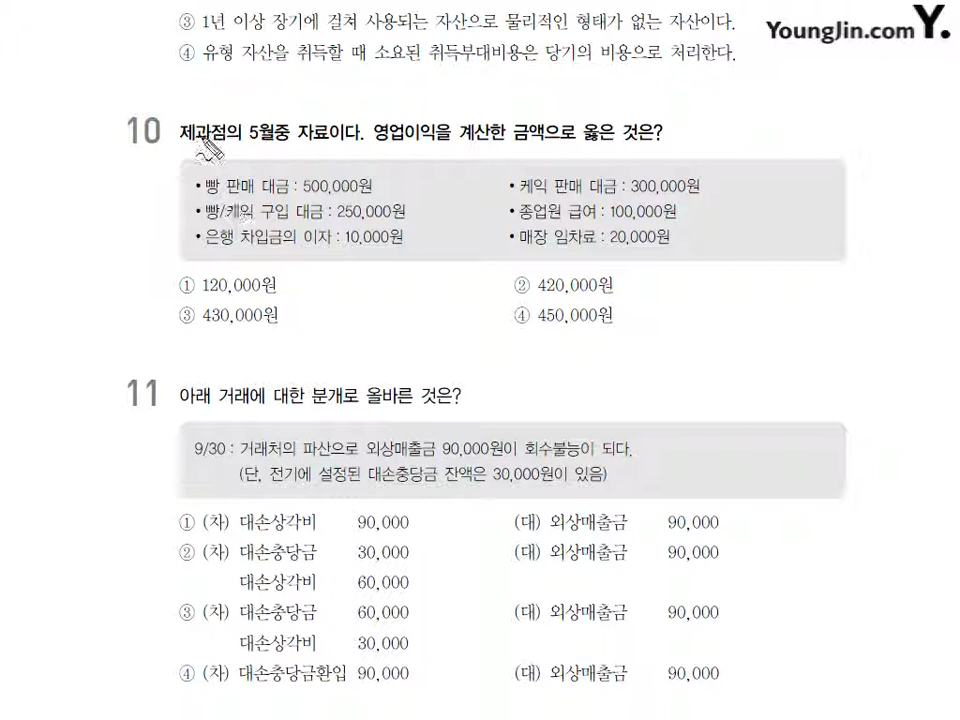 ③ 1년 이상 장기에 걸쳐 사용되는 자산으로 물리적인 형태가 없는 자산이다.
YoungJin.com Y.
④ 유형 자산을 취득할 때 소요된 취득부대비용은 당기의 비용으로 처리한다.
10 제과점의 5월중 자료이다. 영업이익을 계산한 금액으로 옳은 것은?
• 빵 판매 대금 : 500,000원 • 케익 판매 대금 : 300,000원
• 빵/케익 구입 대금 : 250,000원 • 종업원 급여 : 100,000원
• 은행 차입금의 이자 : 10,000원 • 매장 임차료 : 20,000원
① 120,000원 ② 420,000원
③ 430,000원 ④ 450,000원
11 아래 거래에 대한 분개로 올바른 것은?
9/30 : 거래처의 파산으로 외상매출금 90,000원이 회수불능이 되다.
(단, 전기에 설정된 대손충당금 잔액은 30,000원이 있음)
① (차) 대손상각비 90,000 (대) 외상매출금 90,000
② (차) 대손충당금 30,000 (대) 외상매출금 90,000
대손상각비 60,000
③ (차) 대손충당금 60,000 (대) 외상매출금 90,000
대손상각비 30,000
④ (차) 대손충당금환입 90,000 (대) 외상매출금 90,000